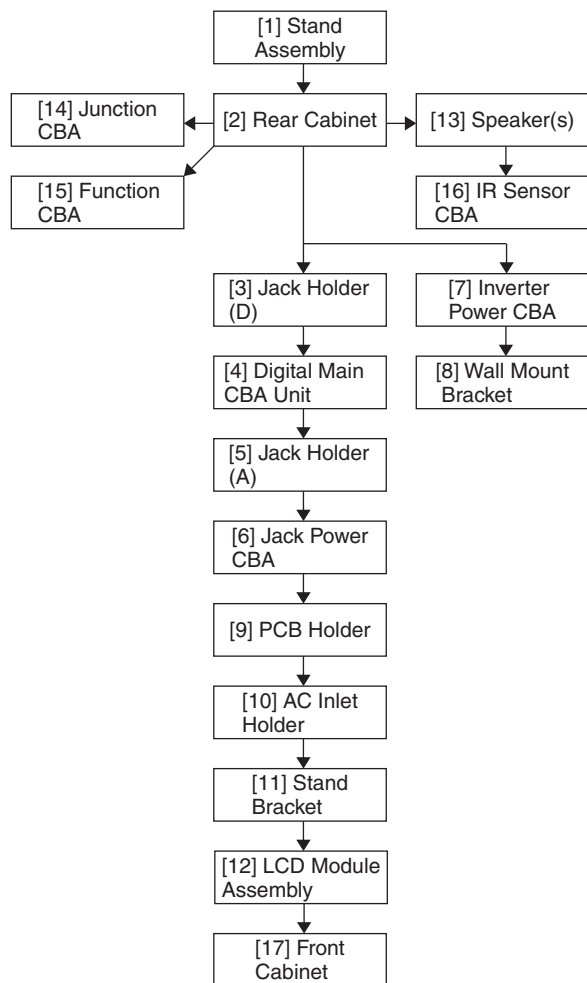 [1] Stand
Assembly
[14] Junction
CBA
[2] Rear Cabinet
[13] Speaker(s)
[15] Function
CBA
[16] IR Sensor
CBA
[3] Jack Holder
(D)
[7] Inverter
Power CBA
[4] Digital Main
CBA Unit
[8] Wall Mount
Bracket
[5] Jack Holder
(A)
[6] Jack Power
CBA
[9] PCB Holder
[10] AC Inlet
Holder
[11] Stand
Bracket
[12] LCD Module
Assembly
[17] Front
Cabinet